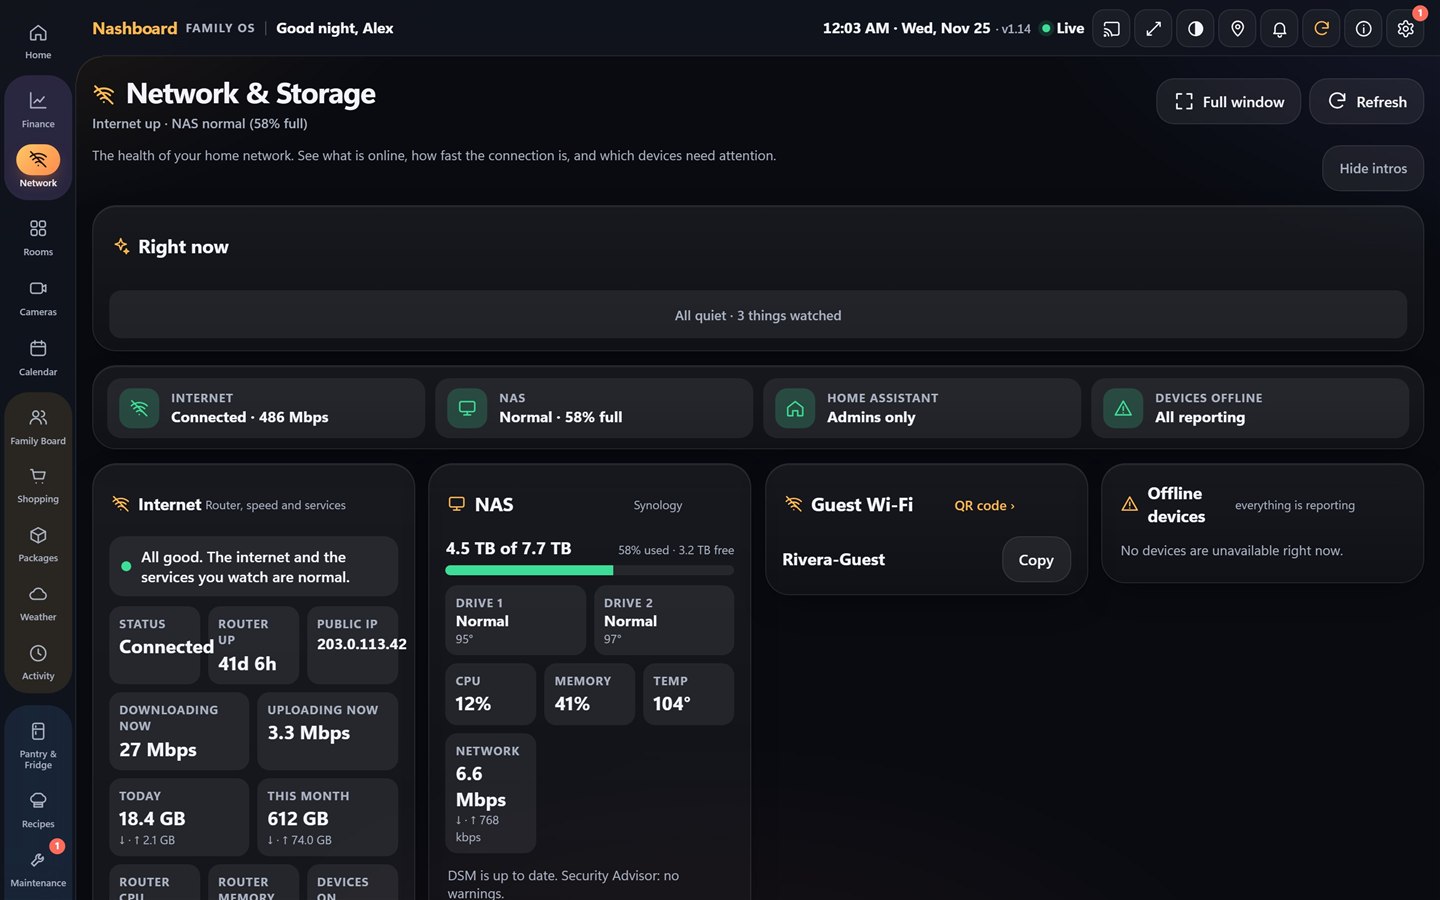 Nashboard FAMILY OS Good night, Alex
12:03 AM · Wed, Nov 25 · v1.14 Live
1
Home
Finance
Network
Rooms
Cameras
Calendar
Family Board
Shopping
Packages
Weather
Activity
Pantry &
Fridge
Recipes
1
Maintenance
Network & Storage
Internet up · NAS normal (58% full)
The health of your home network. See what is online, how fast the connection is, and which devices need attention.
Full window
Refresh
Hide intros
Right now
All quiet · 3 things watched
INTERNET
Connected · 486 Mbps
NAS
Normal · 58% full
HOME ASSISTANT
Admins only
DEVICES OFFLINE
All reporting
Internet Router, speed and services
All good. The internet and the
services you watch are normal.
STATUS
Connected
ROUTER
UP
41d 6h
PUBLIC IP
203.0.113.42
DOWNLOADING
NOW
27 Mbps
UPLOADING NOW
3.3 Mbps
TODAY
18.4 GB
↓ · ↑ 2.1 GB
THIS MONTH
612 GB
↓ · ↑ 74.0 GB
ROUTER
CPU
ROUTER
MEMORY
DEVICES
ON
NAS Synology
4.5 TB of 7.7 TB 58% used · 3.2 TB free
DRIVE 1
Normal
95°
DRIVE 2
Normal
97°
CPU
12%
MEMORY
41%
TEMP
104°
NETWORK
6.6
Mbps
↓ · ↑ 768
kbps
DSM is up to date. Security Advisor: no
warnings.
Guest Wi-Fi QR code ›
Rivera-Guest Copy
Offline
devices
everything is reporting
No devices are unavailable right now.